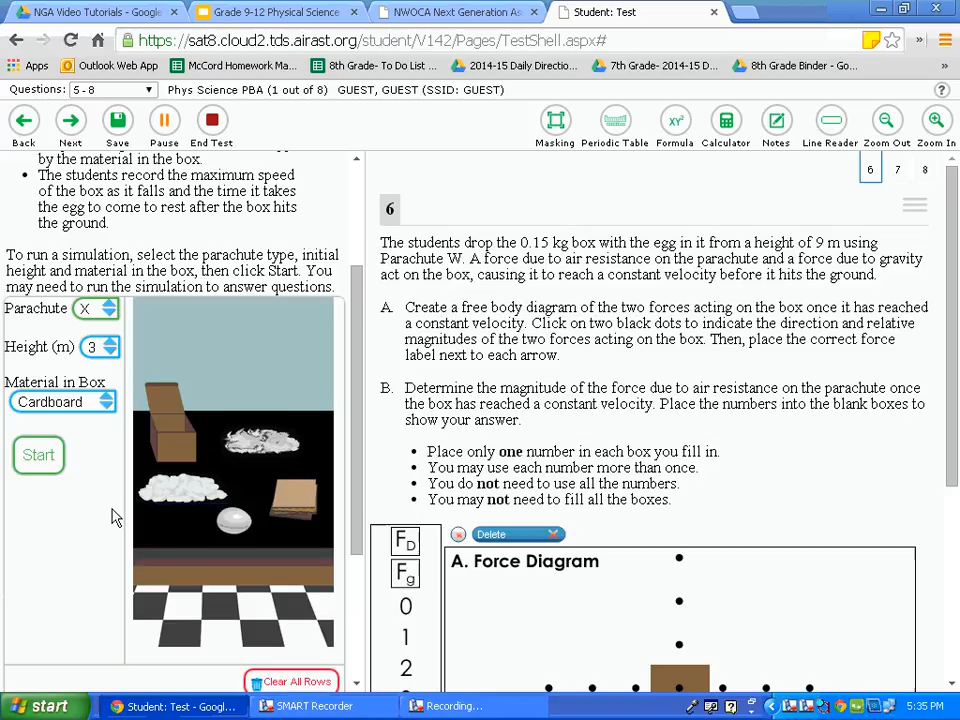 NGA Video Tutorials - Google
Grade 9-12 Physical Science
NWOCA Next Generation As
Student: Test
https://sat8.cloud2.tds.airast.org/student/V142/Pages/TestShell.aspx#
Apps
Outlook Web App
McCord Homework Ma...
8th Grade- To Do List ...
2014-15 Daily Directio...
7th Grade- 2014-15 D...
8th Grade Binder - Go...
Questions: 5 - 8
Phys Science PBA (1 out of 8)
GUEST, GUEST (SSID: GUEST)
Back
Next
Save
Pause
End Test
Masking
Periodic Table
Formula
Calculator
Notes
Line Reader
Zoom Out
Zoom In
by the material in the box.
• The students record the maximum speed
of the box as it falls and the time it takes
the egg to come to rest after the box hits
the ground.
To run a simulation, select the parachute type, initial
height and material in the box, then click Start. You
may need to run the simulation to answer questions.
Parachute X
Height (m) 3
Material in Box
Cardboard
Start
Clear All Rows
6 7 8
6
The students drop the 0.15 kg box with the egg in it from a height of 9 m using
Parachute W. A force due to air resistance on the parachute and a force due to gravity
act on the box, causing it to reach a constant velocity before it hits the ground.
A. Create a free body diagram of the two forces acting on the box once it has reached
a constant velocity. Click on two black dots to indicate the direction and relative
magnitudes of the two forces acting on the box. Then, place the correct force
label next to each arrow.
B. Determine the magnitude of the force due to air resistance on the parachute once
the box has reached a constant velocity. Place the numbers into the blank boxes to
show your answer.
• Place only one number in each box you fill in.
• You may use each number more than once.
• You do not need to use all the numbers.
• You may not need to fill all the boxes.
Delete
A. Force Diagram
FD
Fg
0
1
2
start
Student: Test - Googl...
SMART Recorder
Recording...
5:35 PM